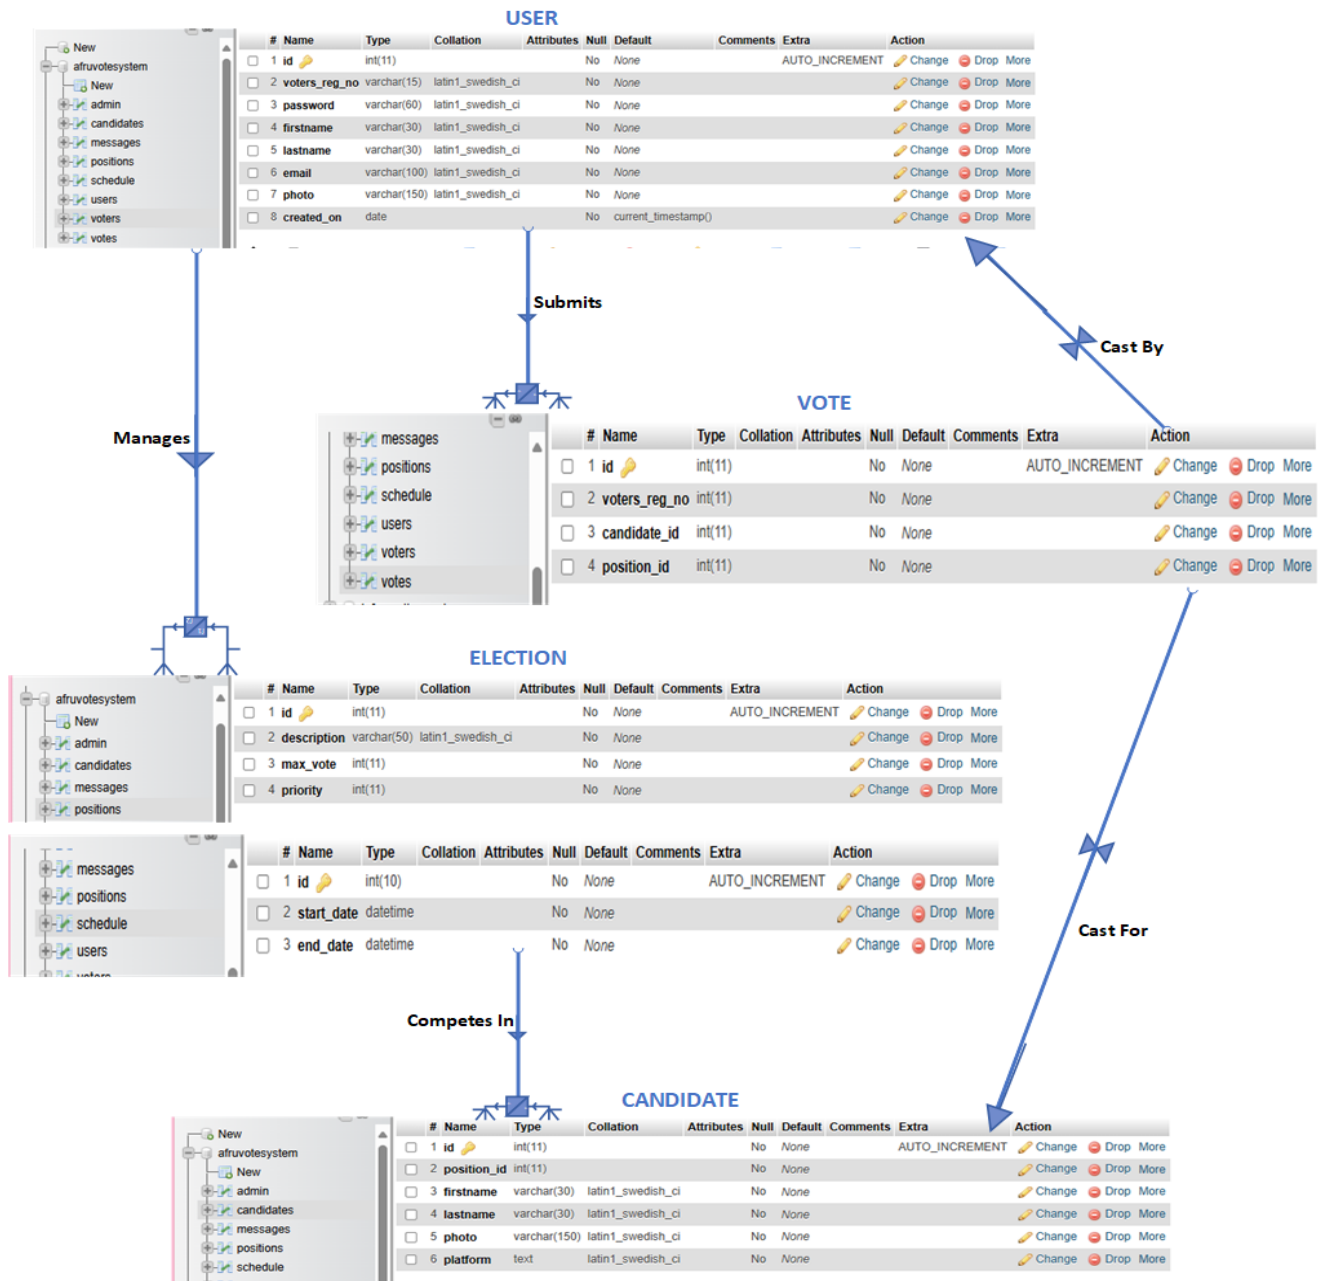 USER
New
afruvotesystem
New
admin
candidates
messages
positions
schedule
users
voters
votes
# Name Type Collation Attributes Null Default Comments Extra Action
1 id int(11) No None AUTO_INCREMENT Change Drop More
2 voters_reg_no varchar(15) latin1_swedish_ci No None Change Drop More
3 password varchar(60) latin1_swedish_ci No None Change Drop More
4 firstname varchar(30) latin1_swedish_ci No None Change Drop More
5 lastname varchar(30) latin1_swedish_ci No None Change Drop More
6 email varchar(100) latin1_swedish_ci No None Change Drop More
7 photo varchar(150) latin1_swedish_ci No None Change Drop More
8 created_on date No current_timestamp() Change Drop More
Submits
Cast By
Manages
VOTE
messages
positions
schedule
users
voters
votes
# Name Type Collation Attributes Null Default Comments Extra Action
1 id int(11) No None AUTO_INCREMENT Change Drop More
2 voters_reg_no int(11) No None Change Drop More
3 candidate_id int(11) No None Change Drop More
4 position_id int(11) No None Change Drop More
ELECTION
afruvotesystem
New
admin
candidates
messages
positions
# Name Type Collation Attributes Null Default Comments Extra Action
1 id int(11) No None AUTO_INCREMENT Change Drop More
2 description varchar(50) latin1_swedish_ci No None Change Drop More
3 max_vote int(11) No None Change Drop More
4 priority int(11) No None Change Drop More
messages
positions
schedule
users
# Name Type Collation Attributes Null Default Comments Extra Action
1 id int(10) No None AUTO_INCREMENT Change Drop More
2 start_date datetime No None Change Drop More
3 end_date datetime No None Change Drop More
Cast For
Competes In
CANDIDATE
New
afruvotesystem
New
admin
candidates
messages
positions
schedule
# Name Type Collation Attributes Null Default Comments Extra Action
1 id int(11) No None AUTO_INCREMENT Change Drop More
2 position_id int(11) No None Change Drop More
3 firstname varchar(30) latin1_swedish_ci No None Change Drop More
4 lastname varchar(30) latin1_swedish_ci No None Change Drop More
5 photo varchar(150) latin1_swedish_ci No None Change Drop More
6 platform text latin1_swedish_ci No None Change Drop More